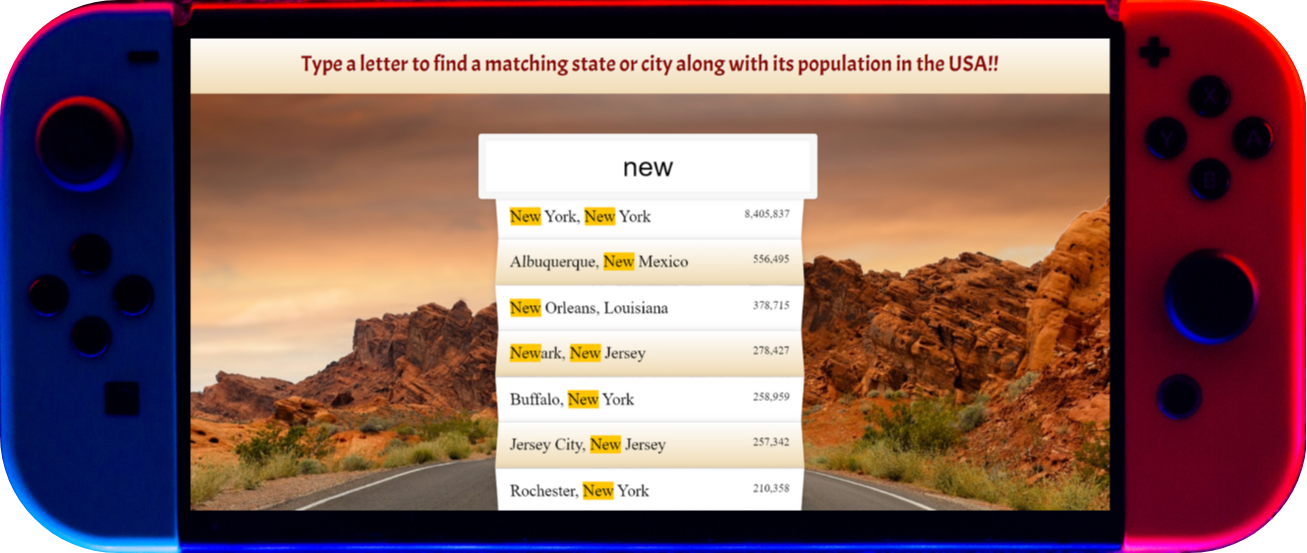 Type a letter to find a matching state or city along with its population in the USA!!
new
New York, New York 8,405,837
Albuquerque, New Mexico 556,495
New Orleans, Louisiana 378,715
Newark, New Jersey 278,427
Buffalo, New York 258,959
Jersey City, New Jersey 257,342
Rochester, New York 210,358
X
Y A
B